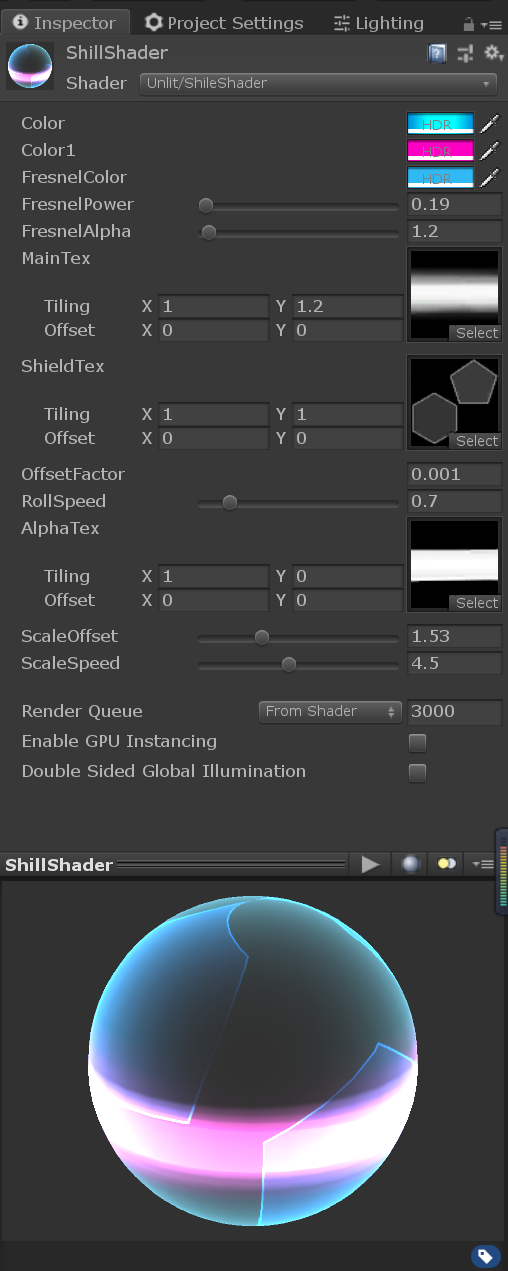 Inspector Project Settings Lighting
ShillShader
Shader Unlit/ShileShader
Color HDR
Color1 HDR
FresnelColor HDR
FresnelPower 0.19
FresnelAlpha 1.2
MainTex
Tiling X 1 Y 1.2
Offset X 0 Y 0
Select
ShieldTex
Tiling X 1 Y 1
Offset X 0 Y 0
Select
OffsetFactor 0.001
RollSpeed 0.7
AlphaTex
Tiling X 1 Y 0
Offset X 0 Y 0
Select
ScaleOffset 1.53
ScaleSpeed 4.5
Render Queue From Shader 3000
Enable GPU Instancing
Double Sided Global Illumination
ShillShader